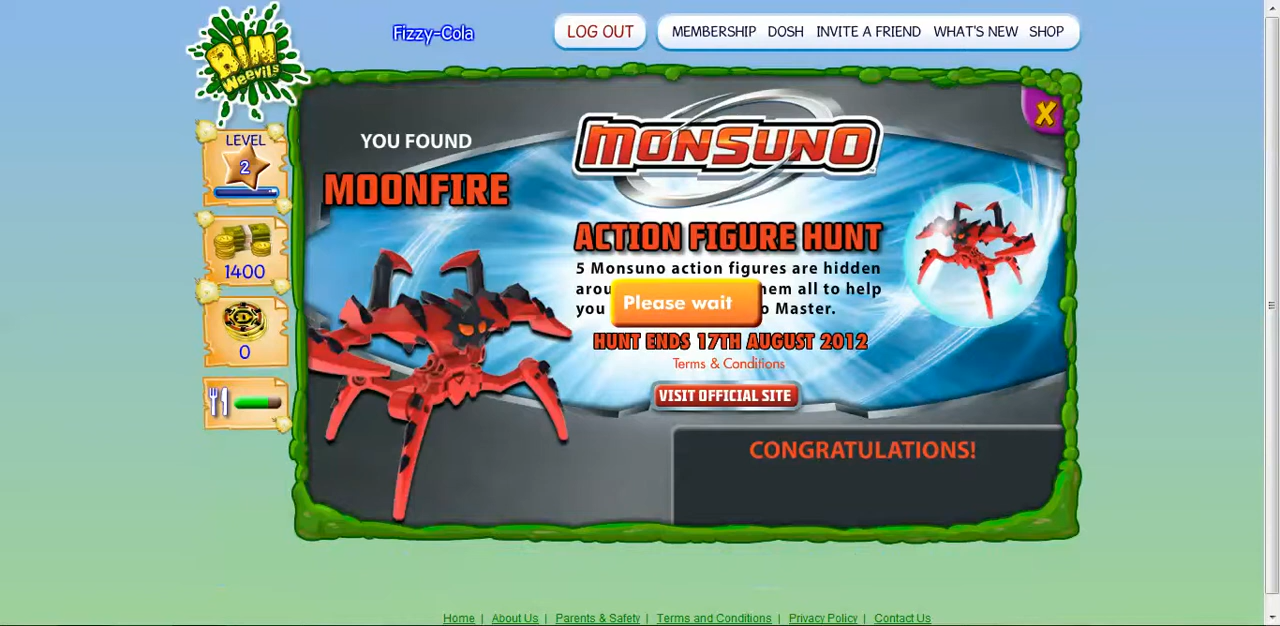 BiN
Weevils
Fizzy-Cola
LOG OUT
MEMBERSHIP DOSH INVITE A FRIEND WHAT'S NEW SHOP
LEVEL
2
1400
0
X
YOU FOUND
MOONFIRE
MONSUNO
ACTION FIGURE HUNT
5 Monsuno action figures are hidden
arou hem all to help
you o Master.
Please wait
HUNT ENDS 17TH AUGUST 2012
Terms & Conditions
VISIT OFFICIAL SITE
CONGRATULATIONS!
Home | About Us | Parents & Safety | Terms and Conditions | Privacy Policy | Contact Us